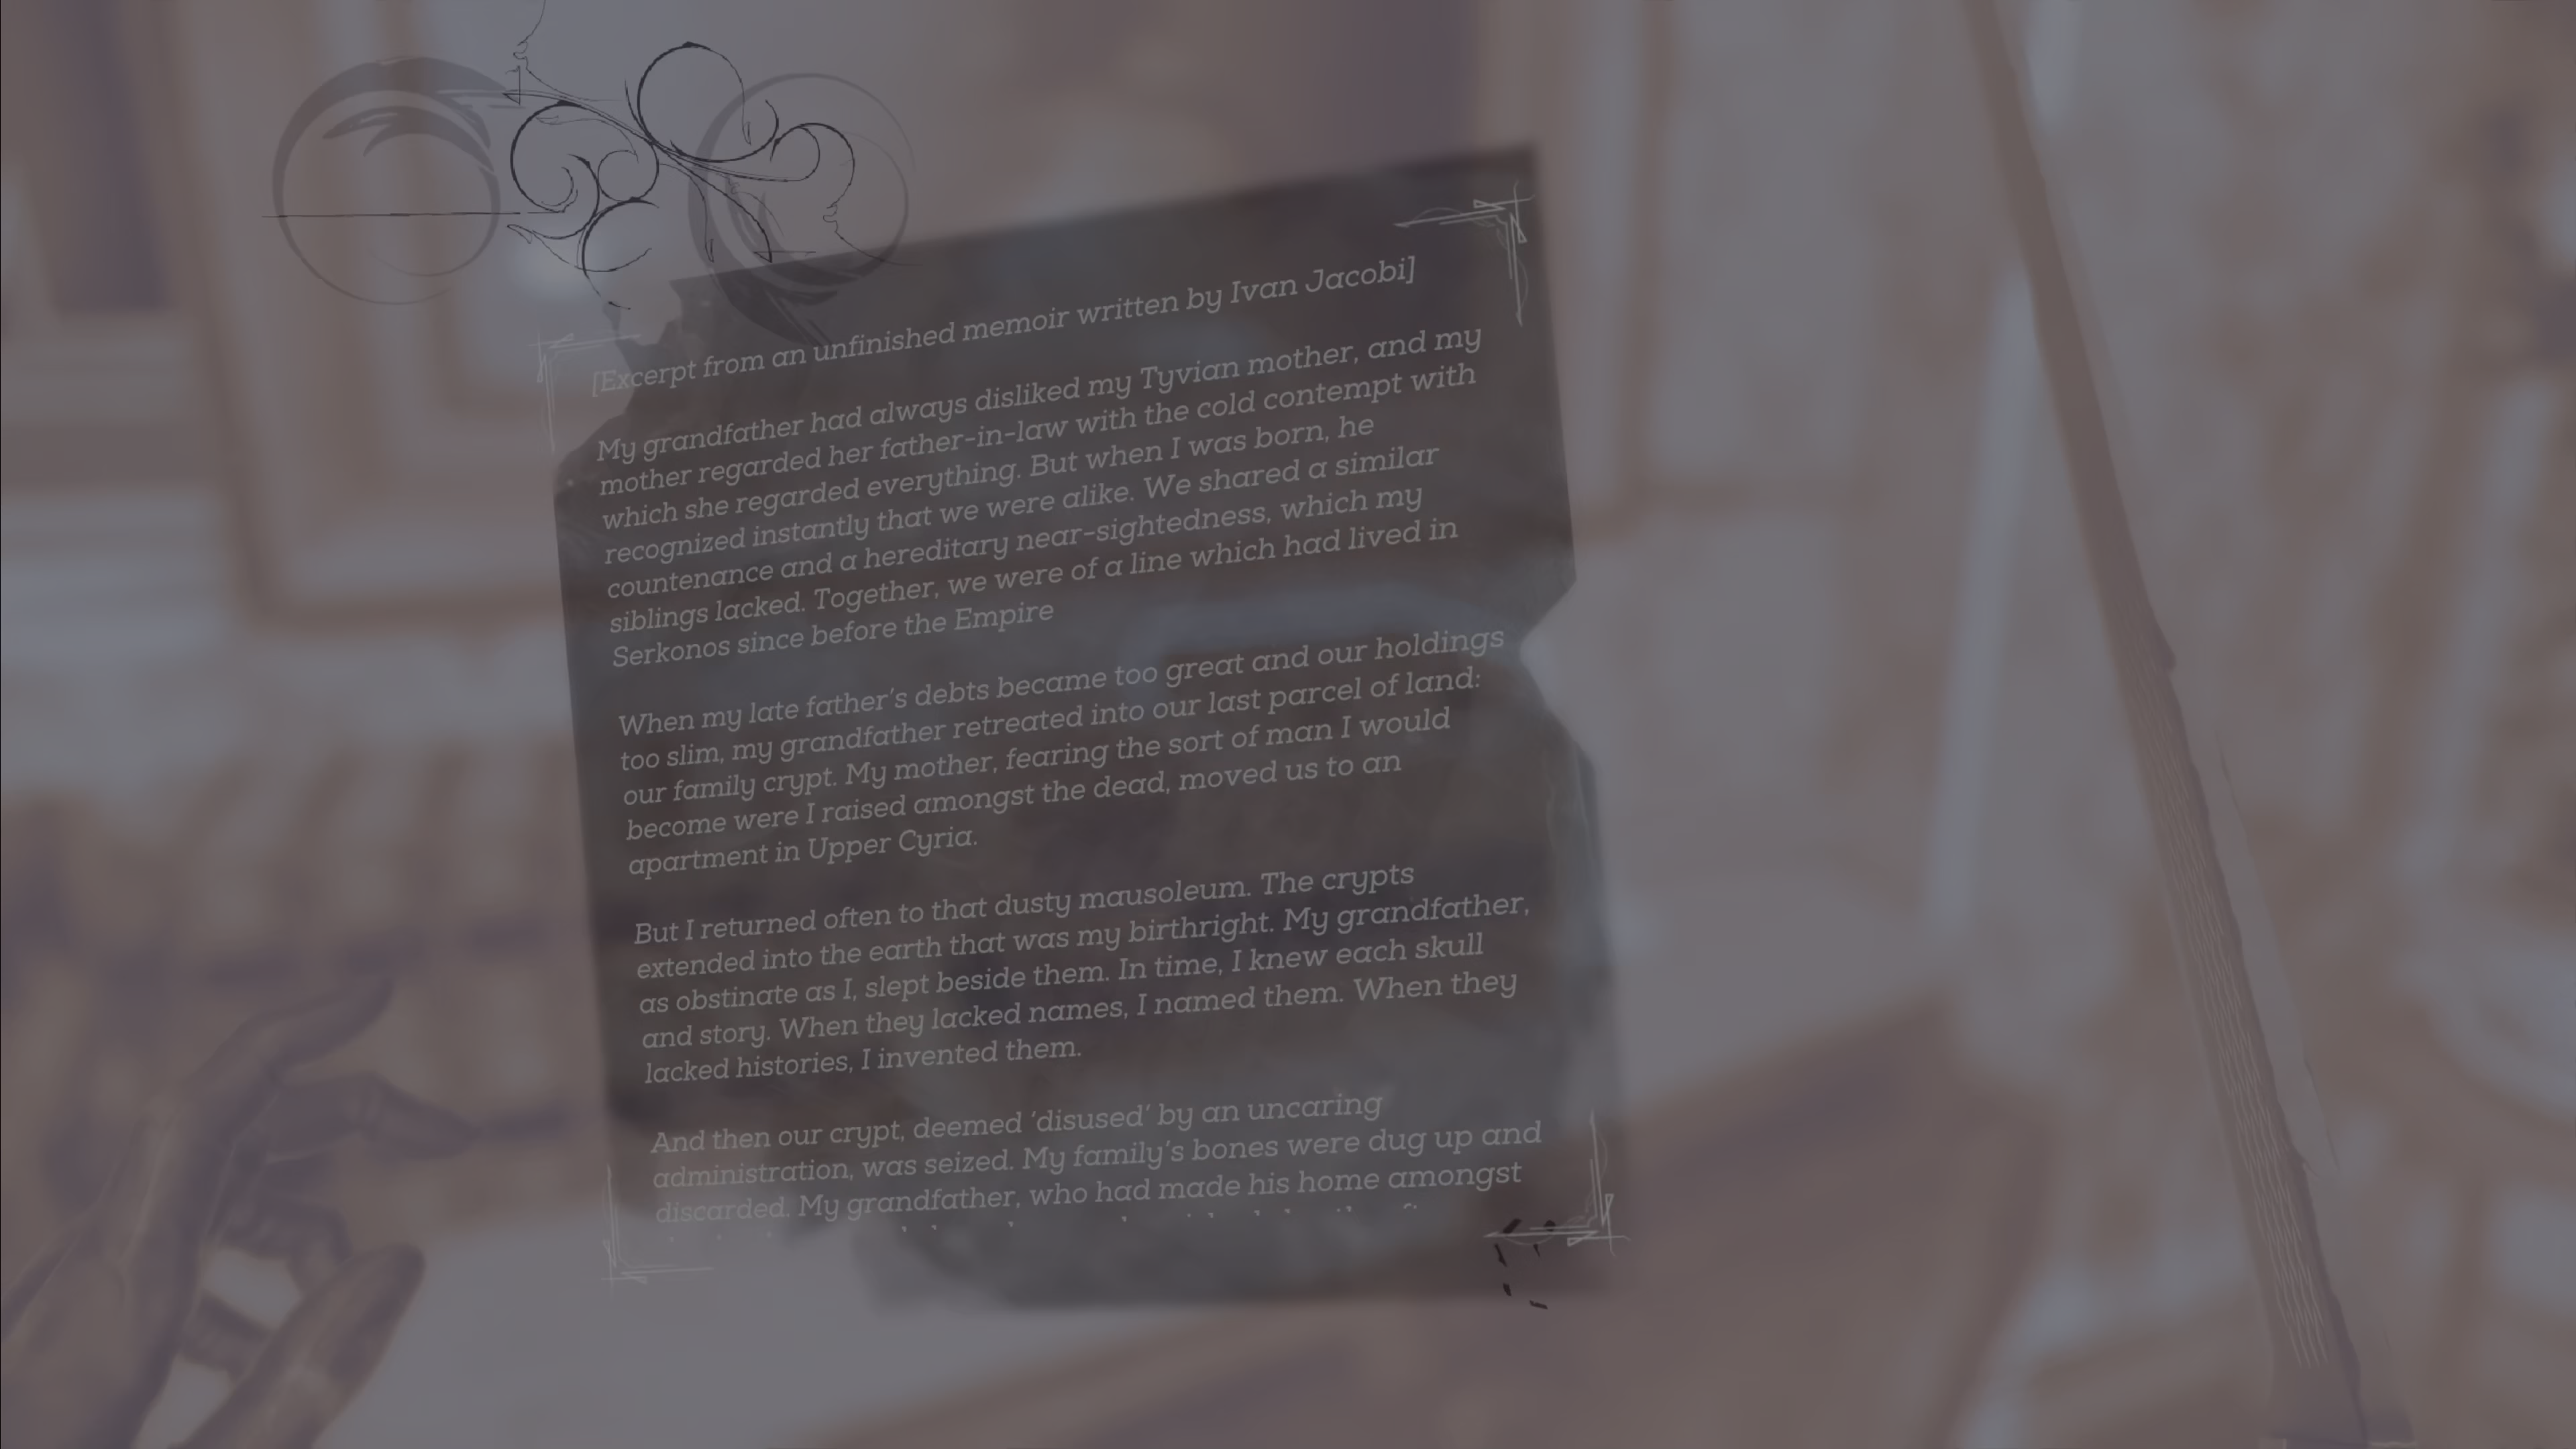 [Excerpt from an unfinished memoir written by Ivan Jacobi]
My grandfather had always disliked my Tyvian mother, and my
mother regarded her father-in-law with the cold contempt with
which she regarded everything. But when I was born, he
recognized instantly that we were alike. We shared a similar
countenance and a hereditary near-sightedness, which my
siblings lacked. Together, we were of a line which had lived in
Serkonos since before the Empire
When my late father's debts became too great and our holdings
too slim, my grandfather retreated into our last parcel of land:
our family crypt. My mother, fearing the sort of man I would
become were I raised amongst the dead, moved us to an
apartment in Upper Cyria.
But I returned often to that dusty mausoleum. The crypts
extended into the earth that was my birthright. My grandfather,
as obstinate as I, slept beside them. In time, I knew each skull
and story. When they lacked names, I named them. When they
lacked histories, I invented them.
And then our crypt, deemed ‘disused’ by an uncaring
administration, was seized. My family's bones were dug up and
discarded. My grandfather, who had made his home amongst